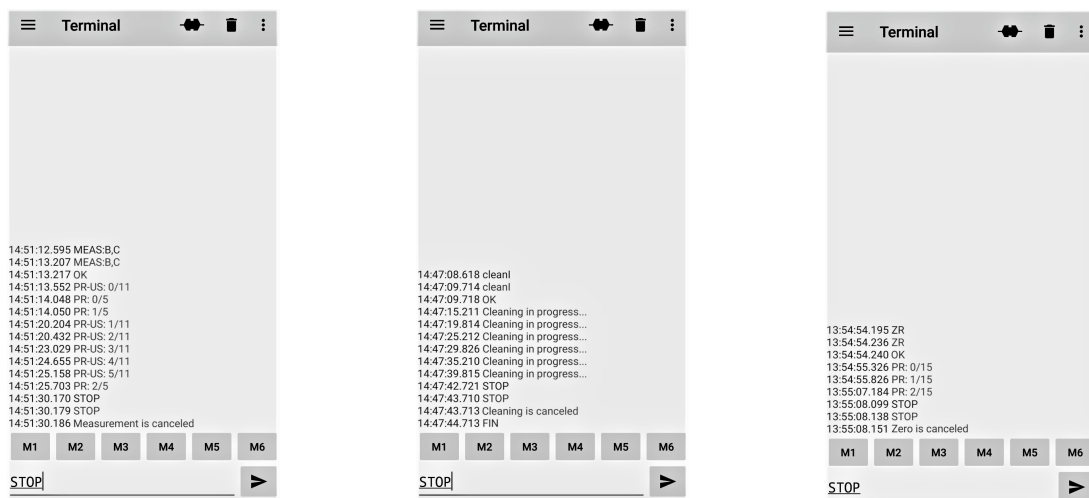 Terminal
14:51:12.595 MEAS:B,C
14:51:13.207 MEAS:B,C
14:51:13.217 OK
14:51:13.552 PR-US: 0/11
14:51:14.048 PR: 0/5
14:51:14.050 PR: 1/5
14:51:20.204 PR-US: 1/11
14:51:20.432 PR-US: 2/11
14:51:23.029 PR-US: 3/11
14:51:24.655 PR-US: 4/11
14:51:25.158 PR-US: 5/11
14:51:25.703 PR: 2/5
14:51:30.170 STOP
14:51:30.179 STOP
14:51:30.186 Measurement is canceled
M1 M2 M3 M4 M5 M6
STOP
Terminal
14:47:08.618 cleanI
14:47:09.714 cleanI
14:47:09.718 OK
14:47:15.211 Cleaning in progress...
14:47:19.814 Cleaning in progress...
14:47:25.212 Cleaning in progress...
14:47:29.826 Cleaning in progress...
14:47:35.210 Cleaning in progress...
14:47:39.815 Cleaning in progress...
14:47:42.721 STOP
14:47:43.710 STOP
14:47:43.713 Cleaning is canceled
14:47:44.713 FIN
M1 M2 M3 M4 M5 M6
STOP
Terminal
13:54:54.195 ZR
13:54:54.236 ZR
13:54:54.240 OK
13:54:55.326 PR: 0/15
13:54:55.826 PR: 1/15
13:55:07.184 PR: 2/15
13:55:08.099 STOP
13:55:08.138 STOP
13:55:08.151 Zero is canceled
M1 M2 M3 M4 M5 M6
STOP